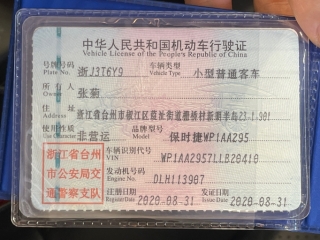 中华人民共和国机动车行驶证
Vehicle License of the People's Republic of China
号牌号码 浙J3T6Y9 车辆类型 小型普通客车
Plate No. Vehicle Type
所有人 张菊
Owner
住址 浙江省台州市椒江区葭沚街道
Address
使用性质 非营运 品牌型号 保时捷WP1AA295
Use Character Model
浙江省台州市公安局交通警察支队
车辆识别代号 WP1AA2957LLB20410
VIN
发动机号码 DLH113907
Engine No.
注册日期 2020-08-31 发证日期 2020-08-31
Register Date Issue Date